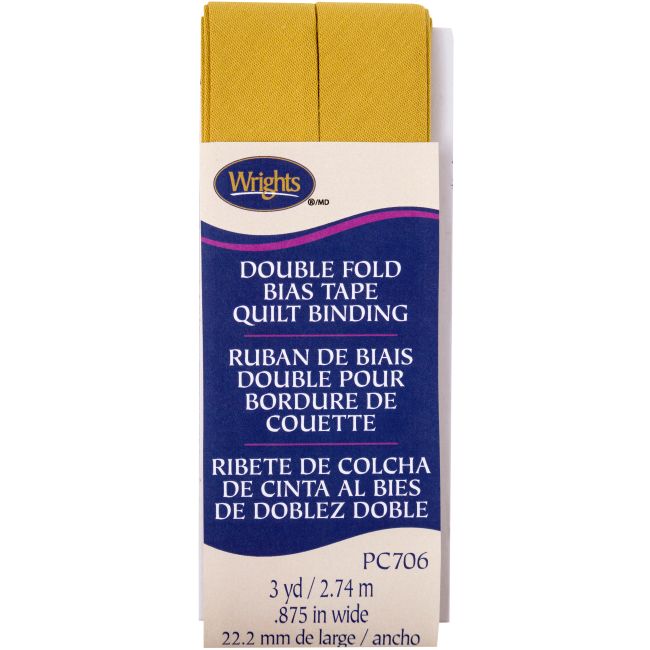 Wrights
®/MD
DOUBLE FOLD
BIAS TAPE
QUILT BINDING
RUBAN DE BIAIS
DOUBLE POUR
BORDURE DE
COUETTE
RIBETE DE COLCHA
DE CINTA AL BIES
DE DOBLEZ DOBLE
PC706
3 yd / 2.74 m
.875 in wide
22.2 mm de large / ancho